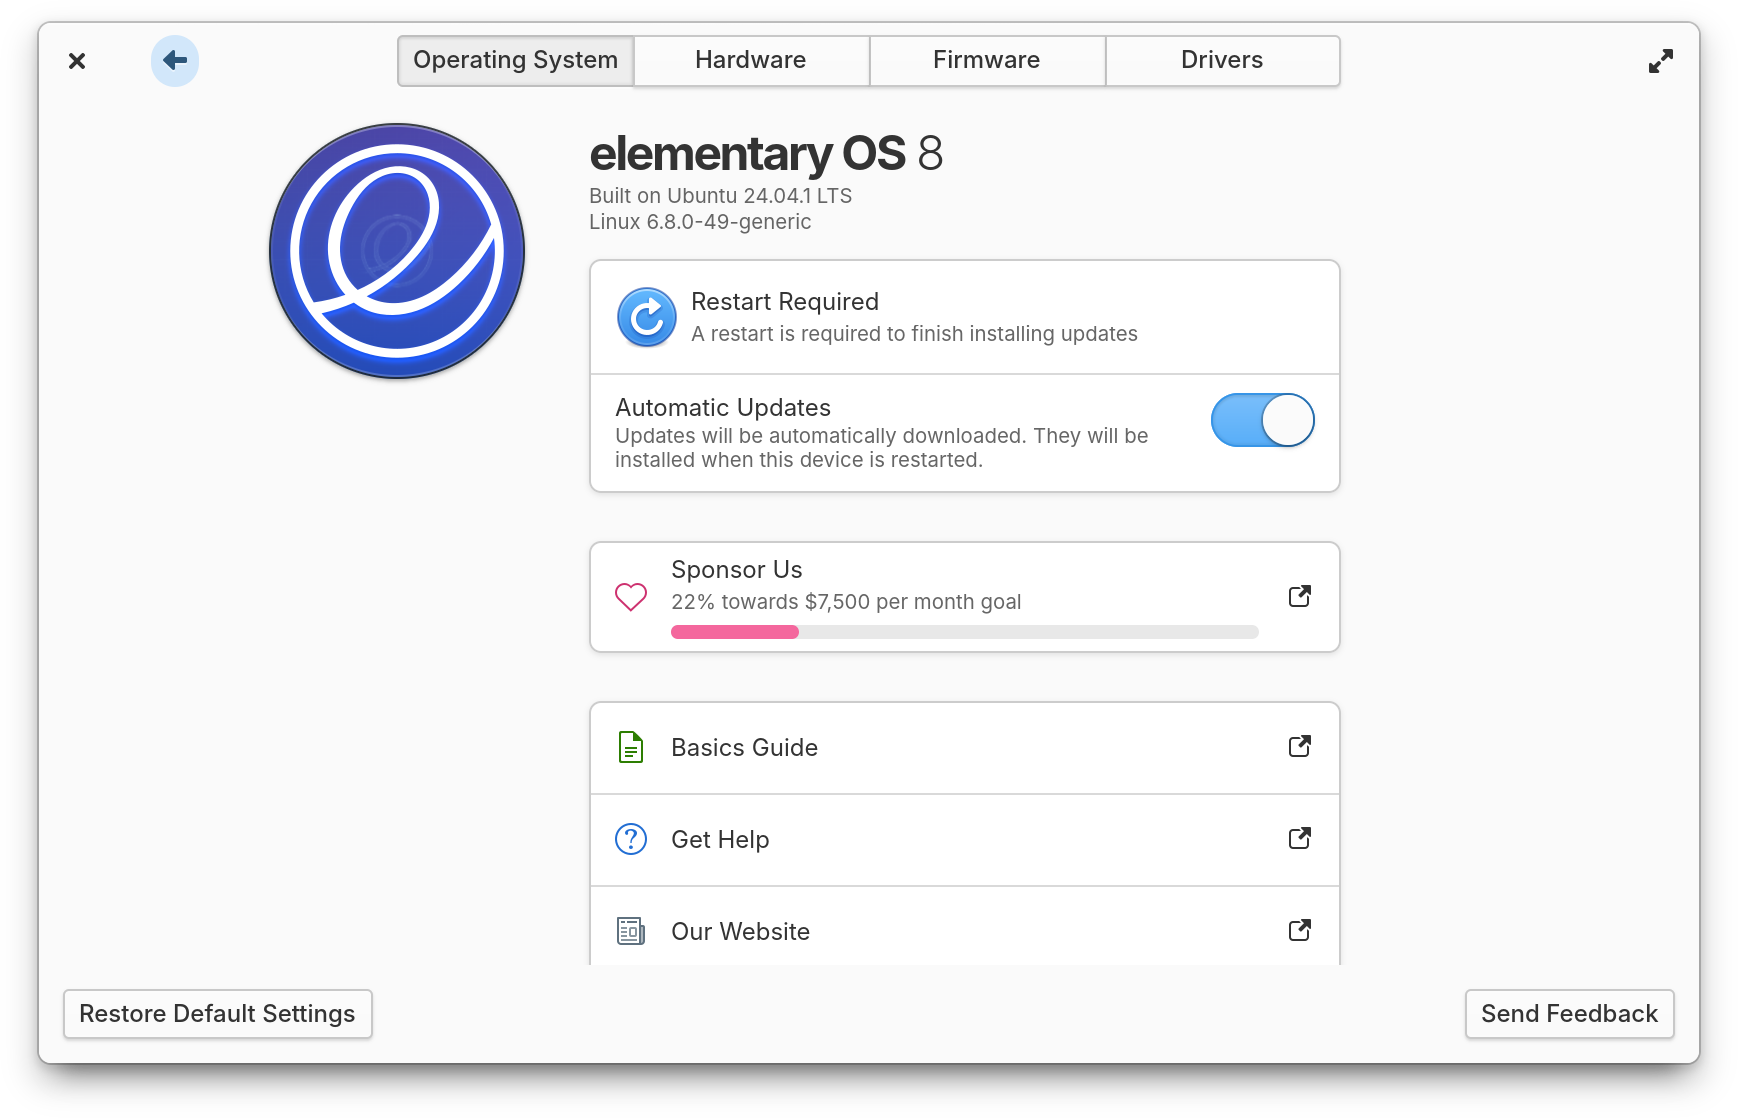 Operating System
Hardware
Firmware
Drivers
elementary OS 8
Built on Ubuntu 24.04.1 LTS
Linux 6.8.0-49-generic
Restart Required
A restart is required to finish installing updates
Automatic Updates
Updates will be automatically downloaded. They will be
installed when this device is restarted.
Sponsor Us
22% towards $7,500 per month goal
Basics Guide
Get Help
Our Website
Restore Default Settings
Send Feedback